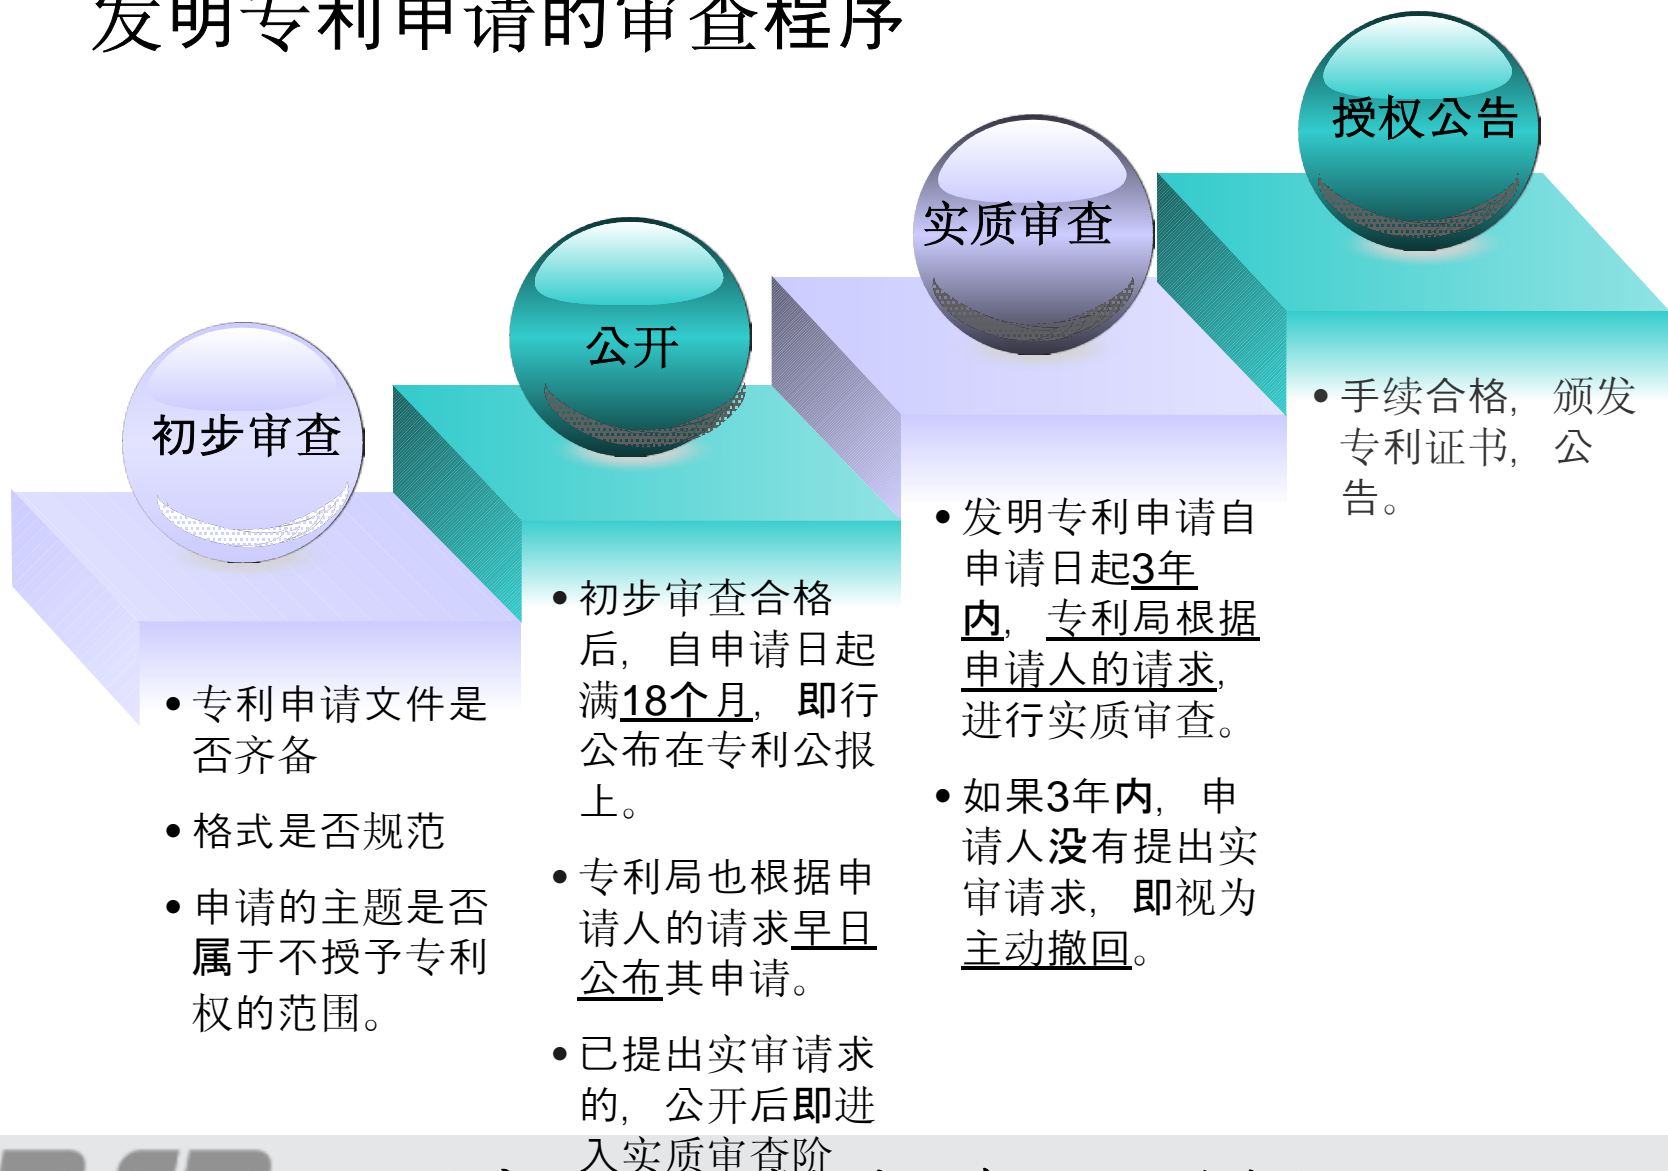 发明专利申请的审查程序
授权公告
实质审查
公开
初步审查
• 专利申请文件是
否齐备
• 格式是否规范
• 申请的主题是否
属于不授予专利
权的范围。
• 初步审查合格
后，自申请日起
满18个月，即行
公布在专利公报
上。
• 专利局也根据申
请人的请求早日
公布其申请。
• 已提出实审请求
的，公开后即进
入实质审查阶
• 发明专利申请自
申请日起3年
内，专利局根据
申请人的请求，
进行实质审查。
• 如果3年内，申
请人没有提出实
审请求，即视为
主动撤回。
• 手续合格，颁发
专利证书，公
告。